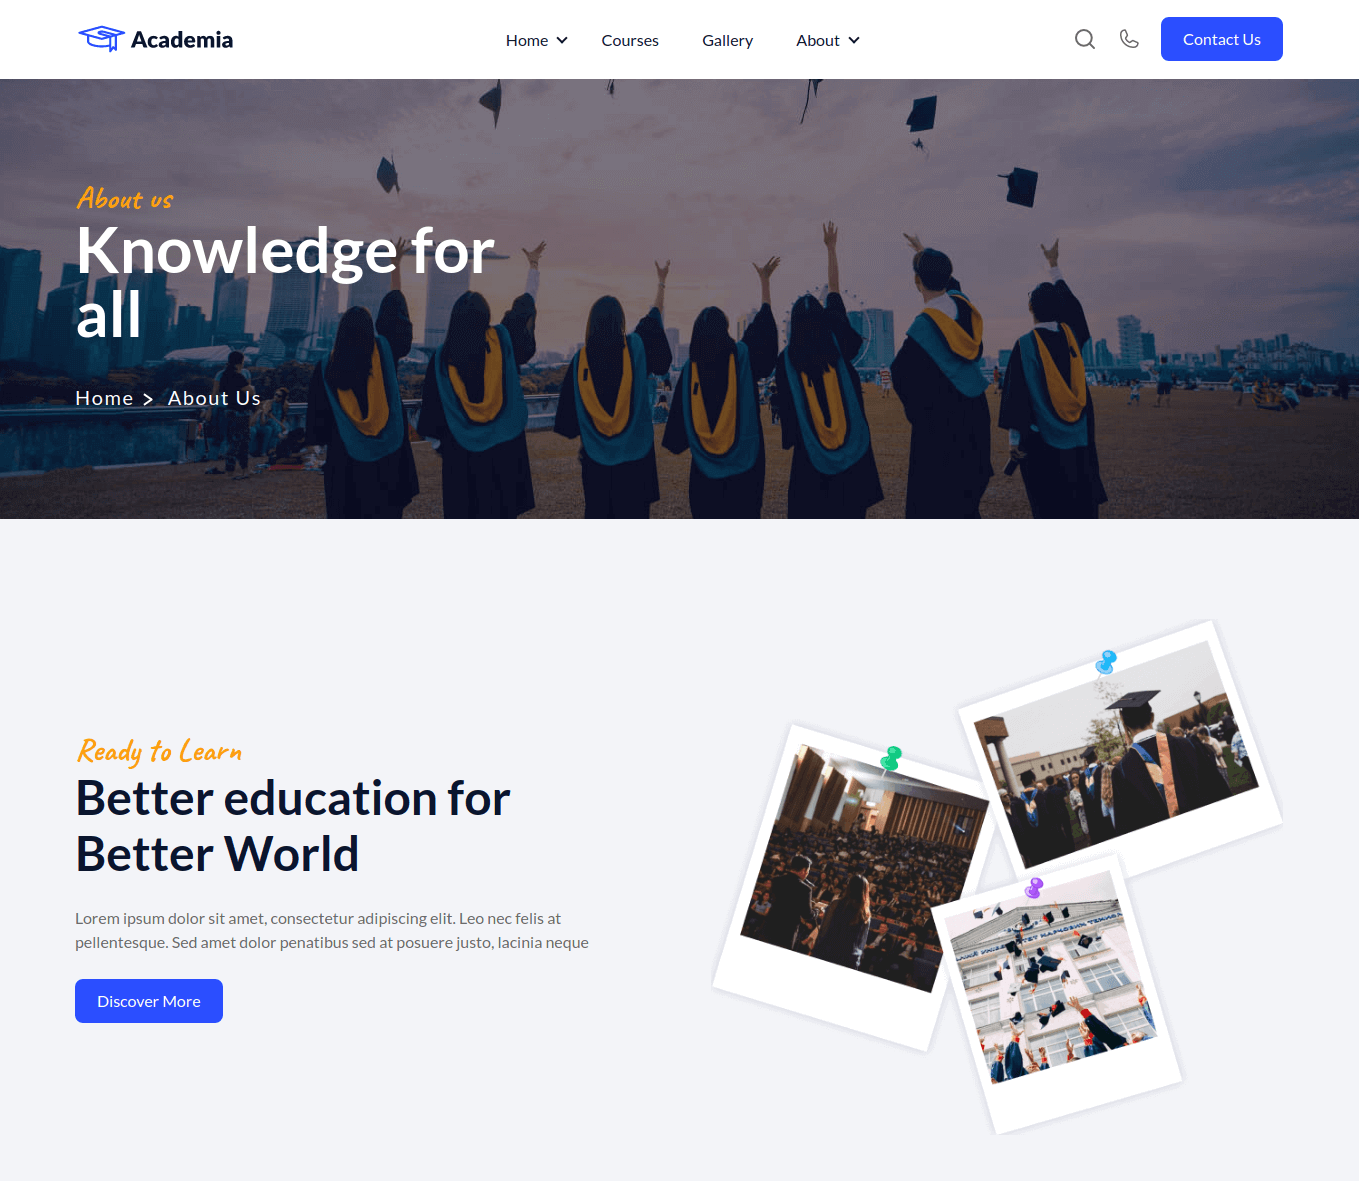 Academia
Home
Courses
Gallery
About
Contact Us
About us
Knowledge for
all
Home > About Us
Ready to Learn
Better education for
Better World
Lorem ipsum dolor sit amet, consectetur adipiscing elit. Leo nec felis at
pellentesque. Sed amet dolor penatibus sed at posuere justo, lacinia neque
Discover More